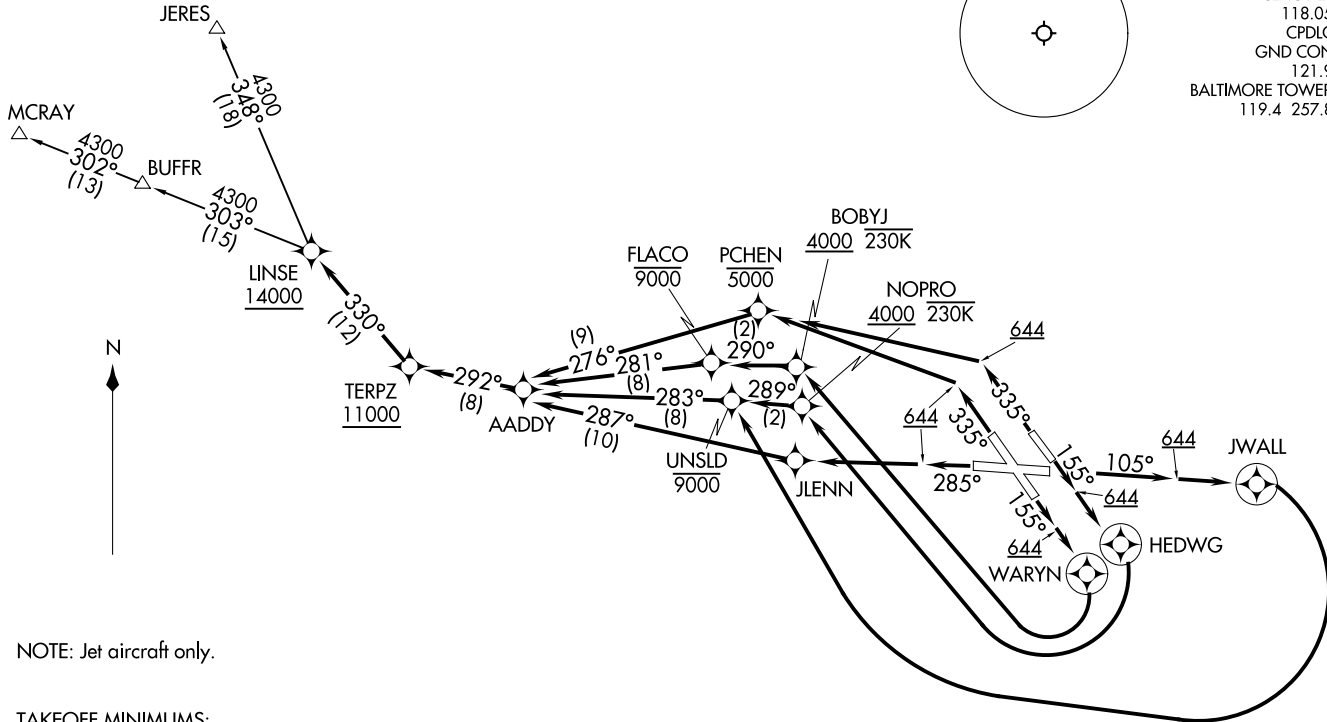 JERES
118.05
CPDLC
GND CON
121.9
BALTIMORE TOWER
119.4 257.8
4300
348°
(18)
MCRAY
4300
302°
(13)
BUFFR
4300
303°
(15)
LINSE
14000
330°
(12)
N
TERPZ
11000
292°
(8)
AADDY
FLACO
9000
PCHEN
5000
BOBYJ
4000 230K
NOPRO
4000 230K
(9)
276°
(2)
290°
281°
(8)
283°
(8)
289°
(2)
287°
(10)
UNSLD
9000
JLENN
644
644
335°
335°
285°
155°
155°
105°
644
644
644
JWALL
HEDWG
WARYN
NOTE: Jet aircraft only.
TAKEOFF MINIMUMS: